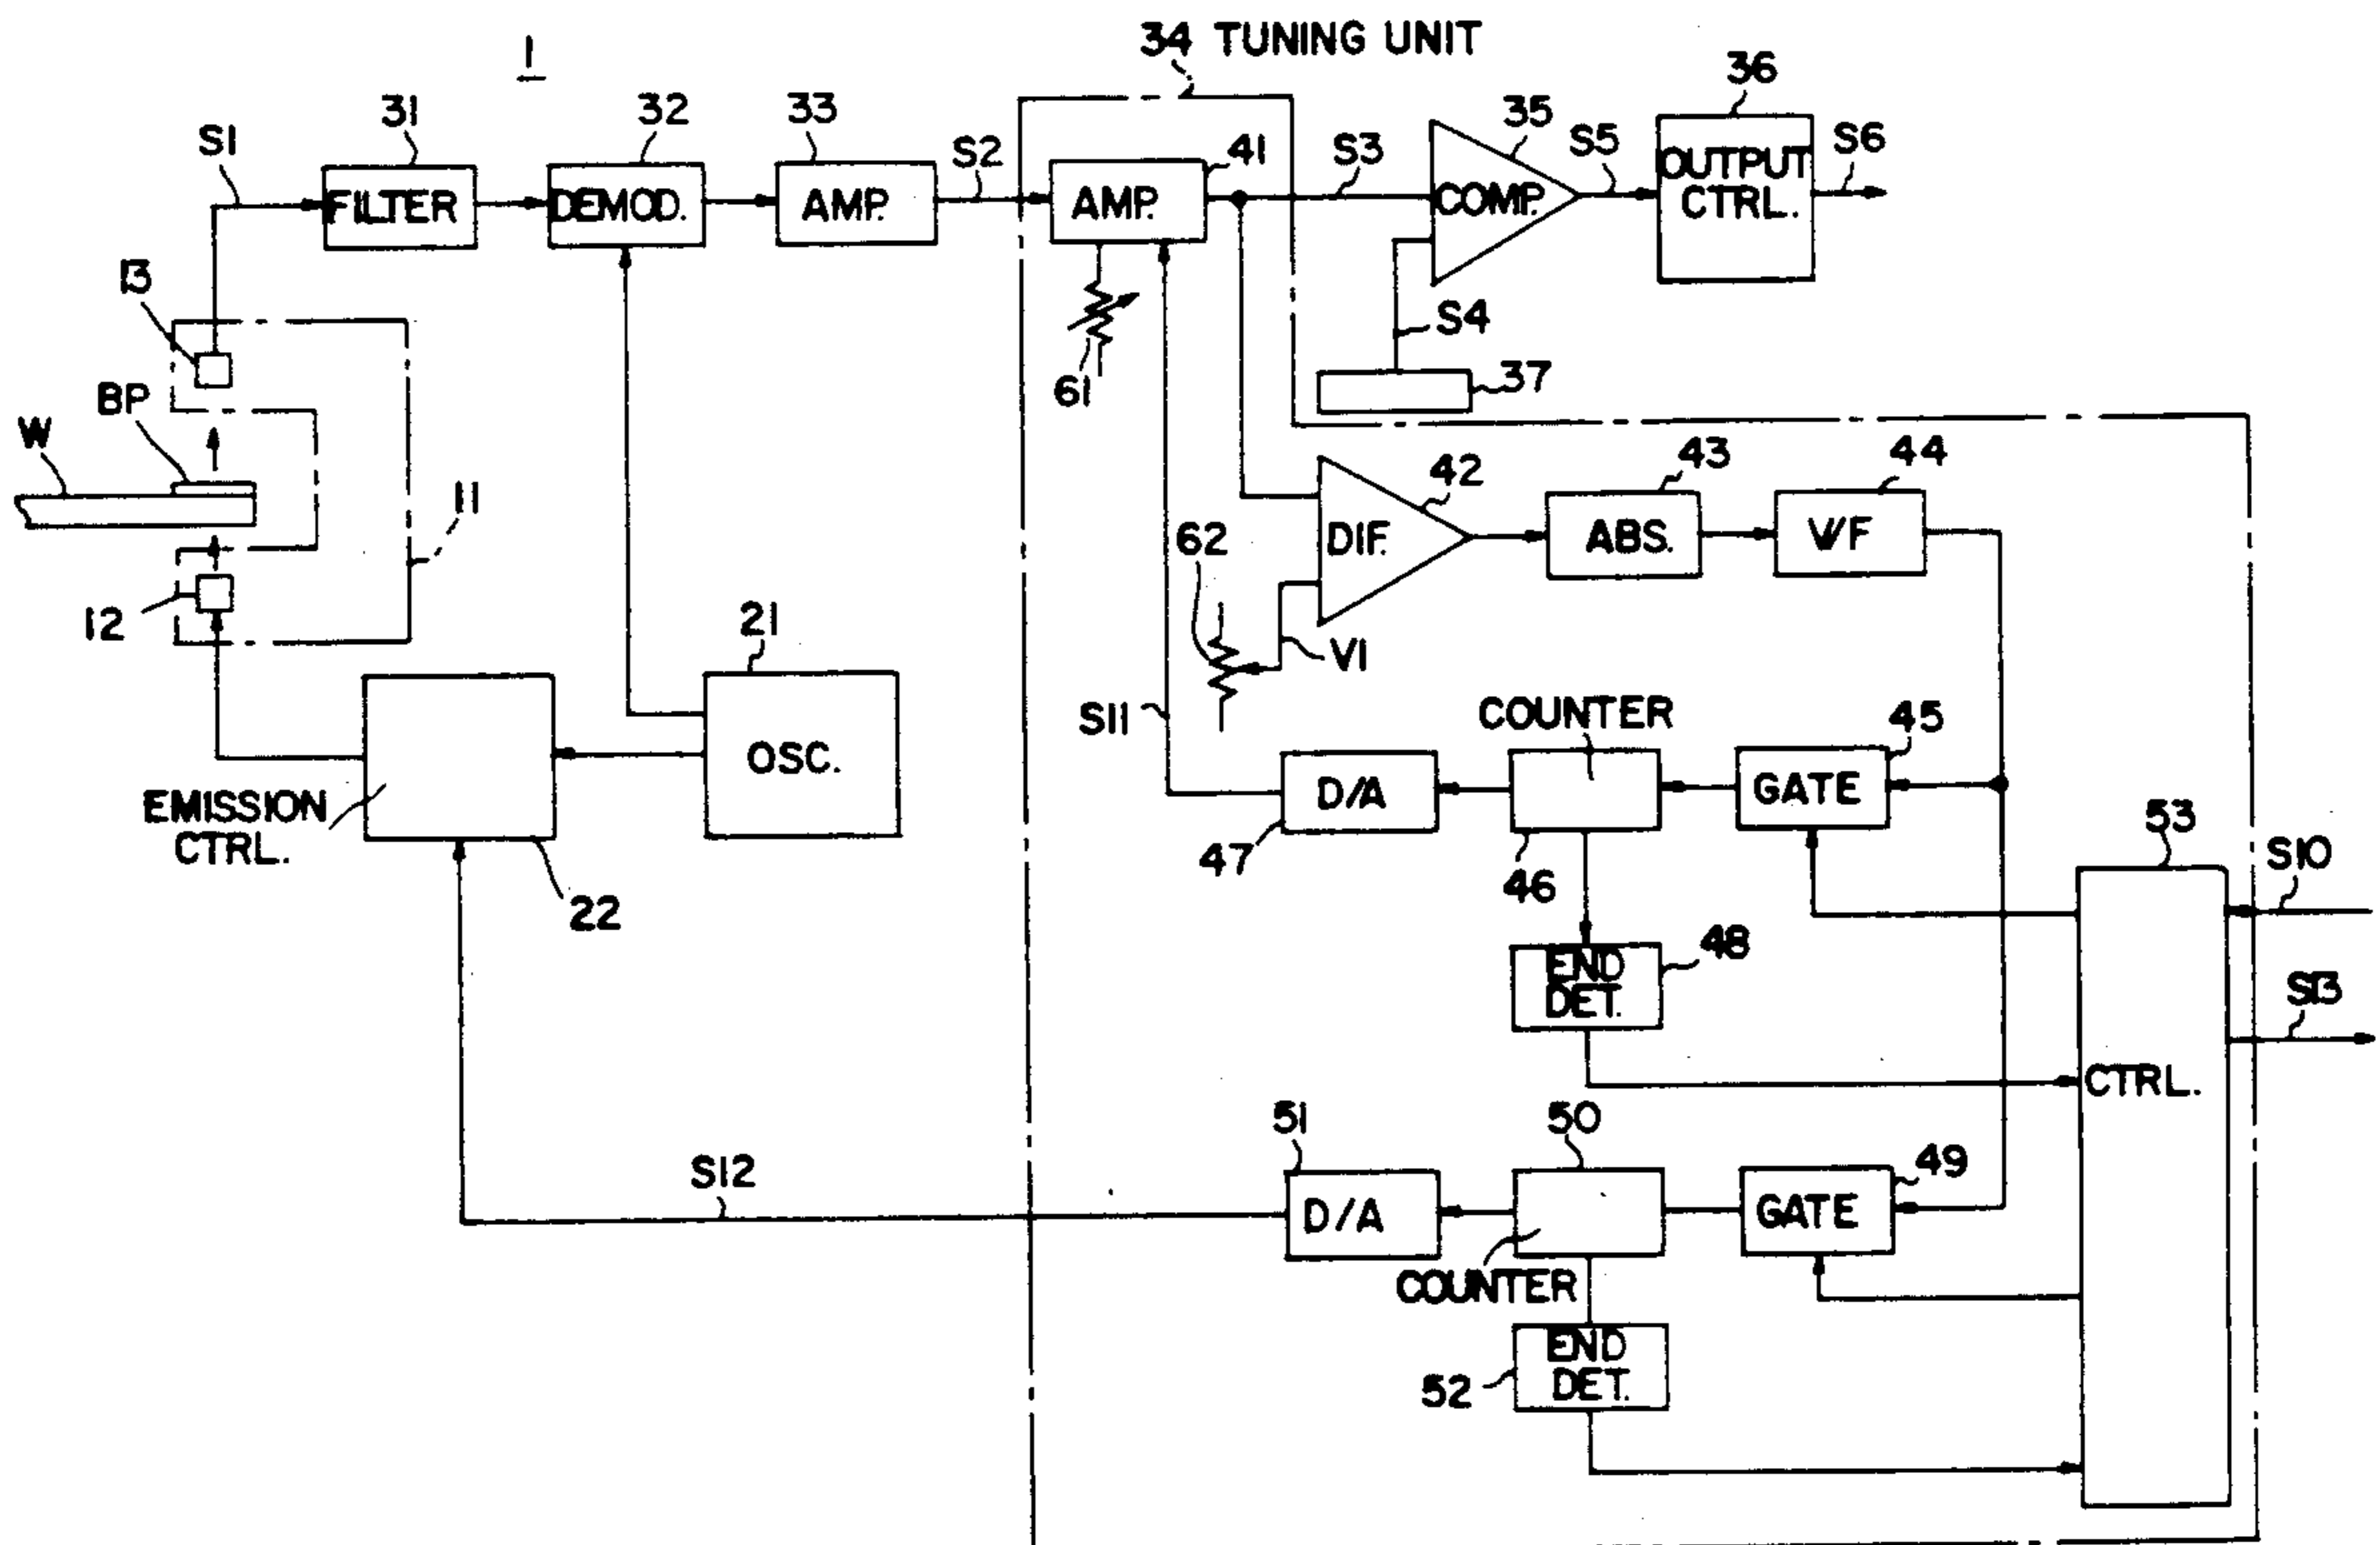 34 TUNING UNIT
1
36
31
32
33
35
S1
S2
41
S3
S5
S6
FILTER
DEMOD.
AMP.
AMP.
COMP.
OUTPUT
CTRL.
13
S4
61
37
BP
W
11
42
43
44
62
DIF.
ABS.
V/F
12
21
V1
S11
COUNTER
45
OSC.
D/A
GATE
EMISSION
CTRL.
53
47
46
S10
22
48
END
DET.
S13
CTRL.
51
50
49
S12
D/A
GATE
COUNTER
END
DET.
52